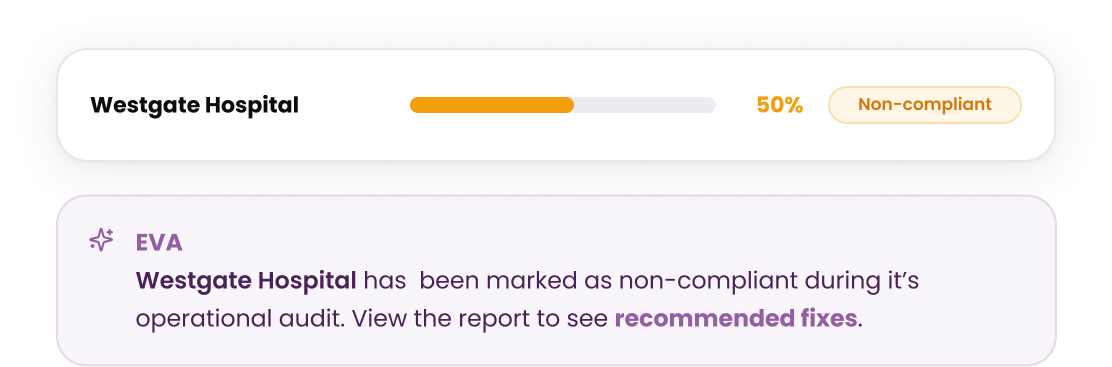 Westgate Hospital 50% Non-compliant
EVA
Westgate Hospital has  been marked as non-compliant during it’s
operational audit. View the report to see recommended fixes.